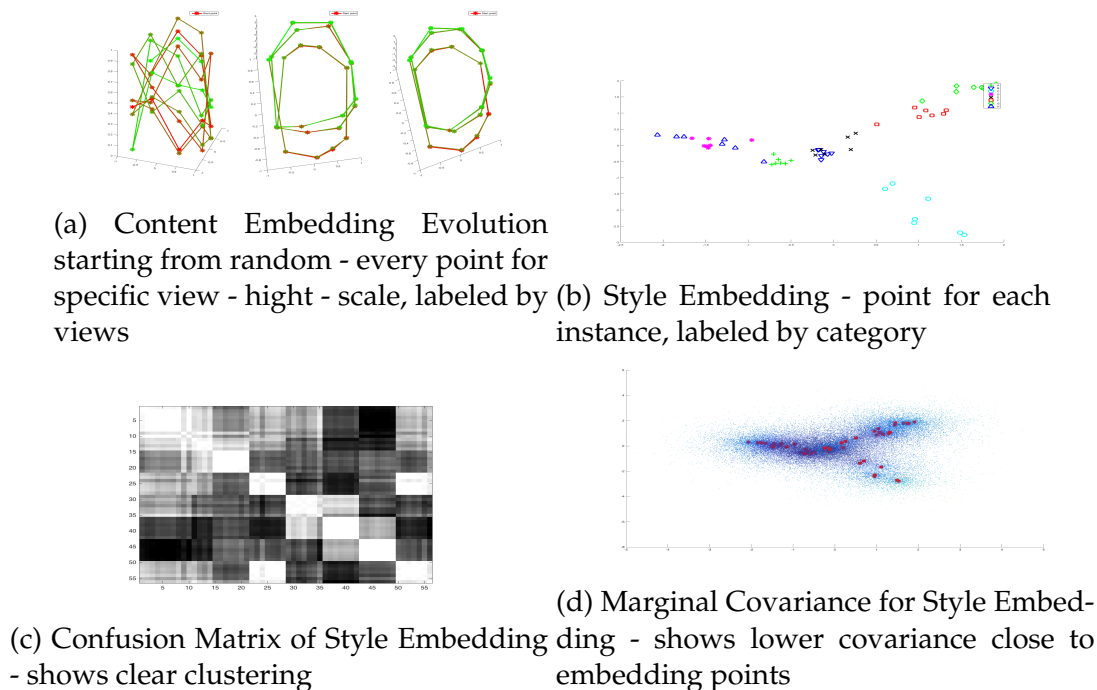 (a) Content Embedding Evolution
starting from random - every point for
specific view - hight - scale, labeled by
views
(b) Style Embedding - point for each
instance, labeled by category
5
10
15
20
25
30
35
40
45
50
55
5 10 15 20 25 30 35 40 45 50 55
(c) Confusion Matrix of Style Embedding
- shows clear clustering
(d) Marginal Covariance for Style Embed-
ding - shows lower covariance close to
embedding points